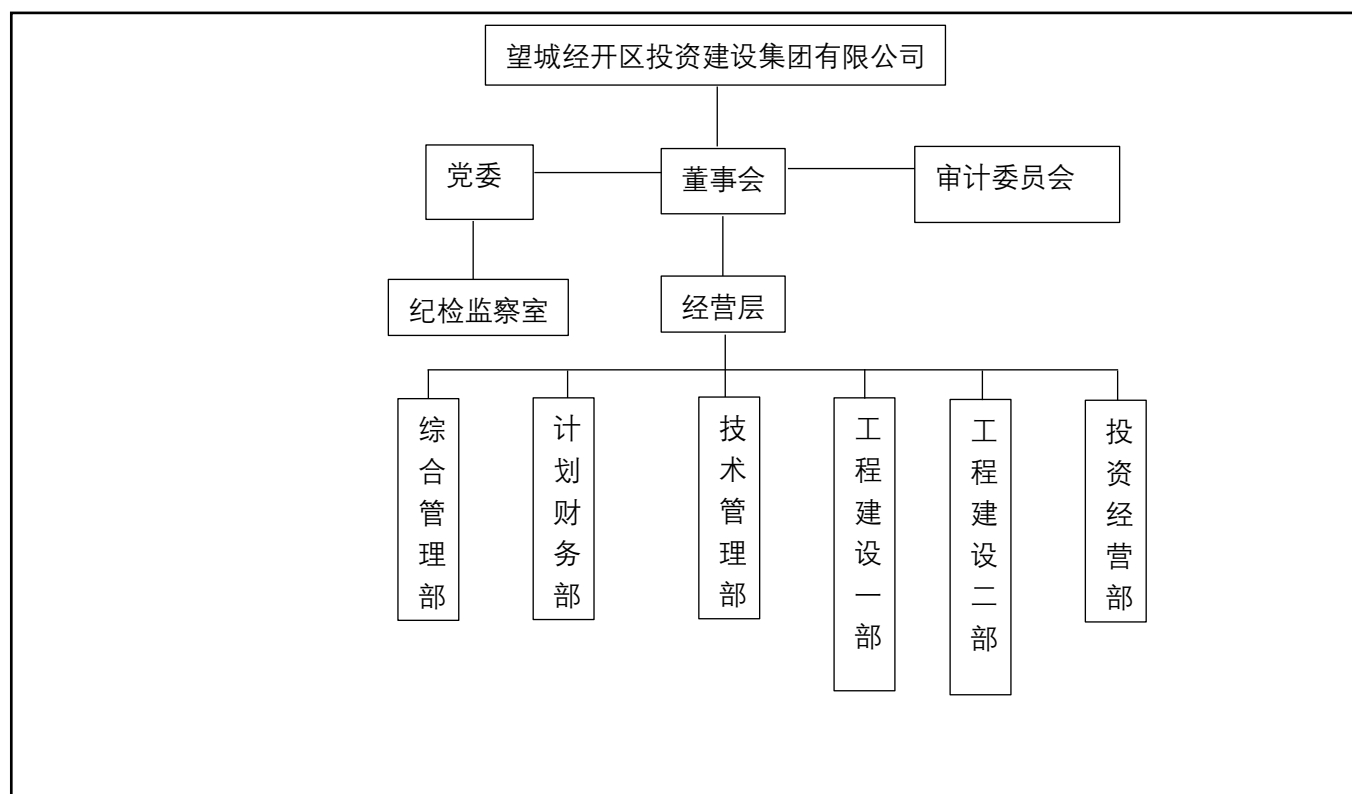 望城经开区投资建设集团有限公司
党委
董事会
审计委员会
纪检监察室
经营层
综合管理部
计划财务部
技术管理部
工程建设一部
工程建设二部
投资经营部